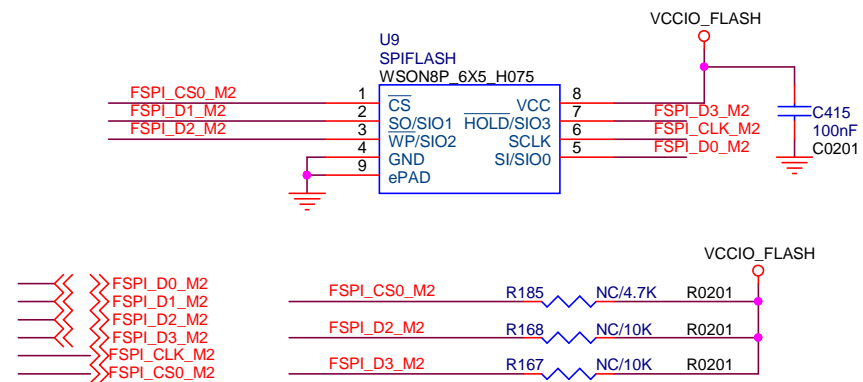 VCCIO_FLASH
U9
SPIFLASH
WSON8P_6X5_H075
FSPI_CS0_M2 1 CS VCC 8
FSPI_D1_M2 2 SO/SIO1 HOLD/SIO3 7 FSPI_D3_M2
FSPI_D2_M2 3 WP/SIO2 SCLK 6 FSPI_CLK_M2
4 GND SI/SIO0 5 FSPI_D0_M2
9 ePAD
C415
100nF
C0201
VCCIO_FLASH
FSPI_D0_M2
FSPI_D1_M2
FSPI_D2_M2
FSPI_D3_M2
FSPI_CLK_M2
FSPI_CS0_M2
FSPI_CS0_M2 R185 NC/4.7K R0201
FSPI_D2_M2 R168 NC/10K R0201
FSPI_D3_M2 R167 NC/10K R0201